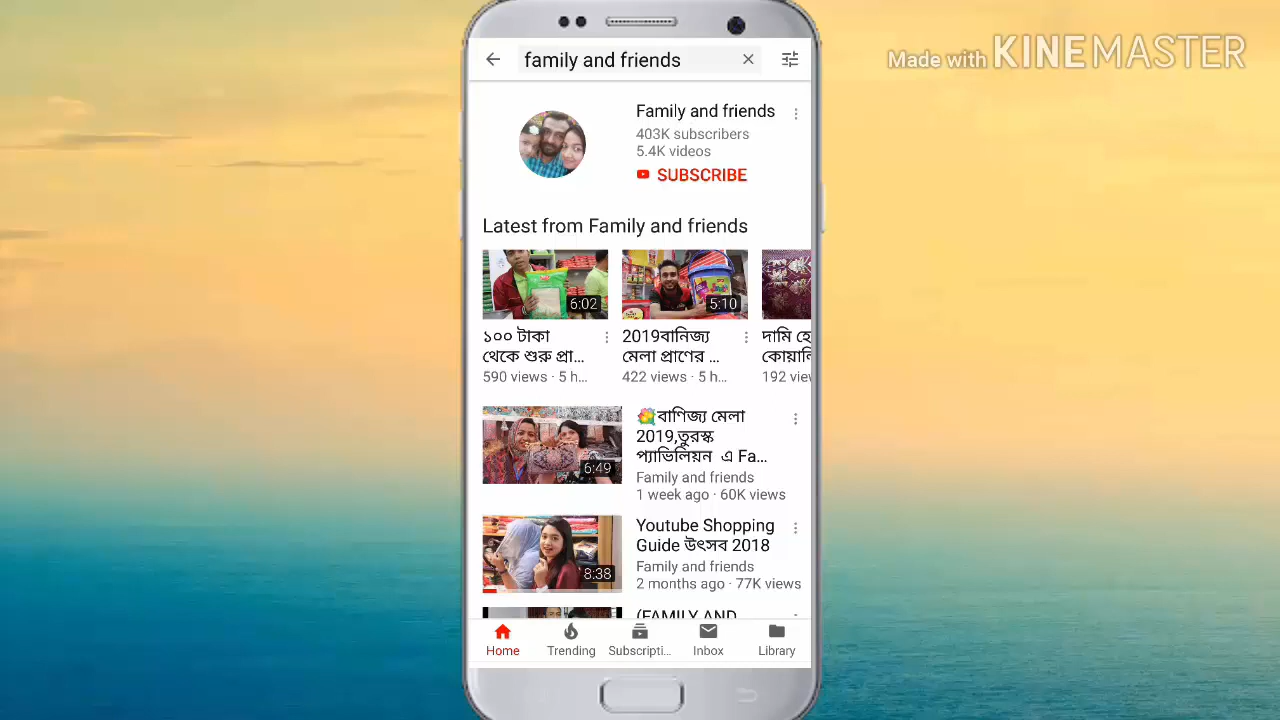 Made with KINEMASTER
family and friends
Family and friends
403K subscribers
5.4K videos
SUBSCRIBE
Latest from Family and friends
6:02
5:10
১০০ টাকা
থেকে শুরু প্রা...
590 views · 5 h...
2019বানিজ্য
মেলা প্রাণের ...
422 views · 5 h...
দামি হে
কোয়ালি
192 vie
6:49
বাণিজ্য মেলা
2019,তুরস্ক
প্যাভিলিয়ন এ Fa...
Family and friends
1 week ago · 60K views
8:38
Youtube Shopping
Guide উৎসব 2018
Family and friends
2 months ago · 77K views
(FAMILY AND
Home
Trending
Subscripti...
Inbox
Library